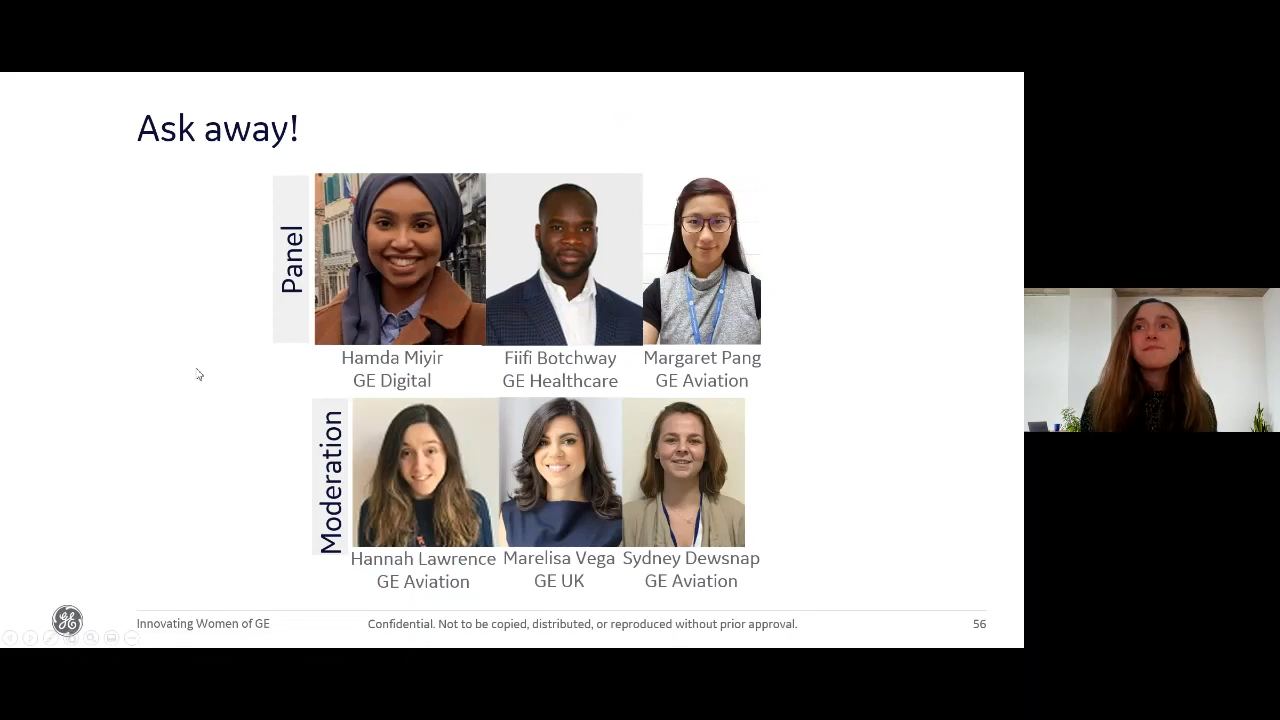 Ask away!
Panel
Hamda Miyir
GE Digital
Fiifi Botchway
GE Healthcare
Margaret Pang
GE Aviation
Moderation
Hannah Lawrence
GE Aviation
Marelisa Vega
GE UK
Sydney Dewsnap
GE Aviation
GE
Innovating Women of GE
Confidential. Not to be copied, distributed, or reproduced without prior approval.
56